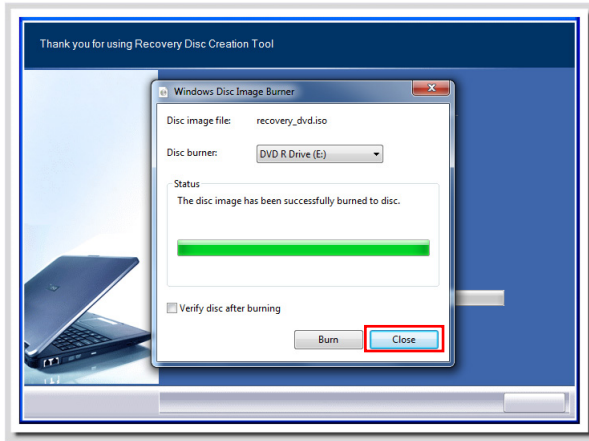 Thank you for using Recovery Disc Creation Tool
Windows Disc Image Burner
Disc image file: recovery_dvd.iso
Disc burner: DVD R Drive (E:)
Status
The disc image has been successfully burned to disc.
Verify disc after burning
Burn Close